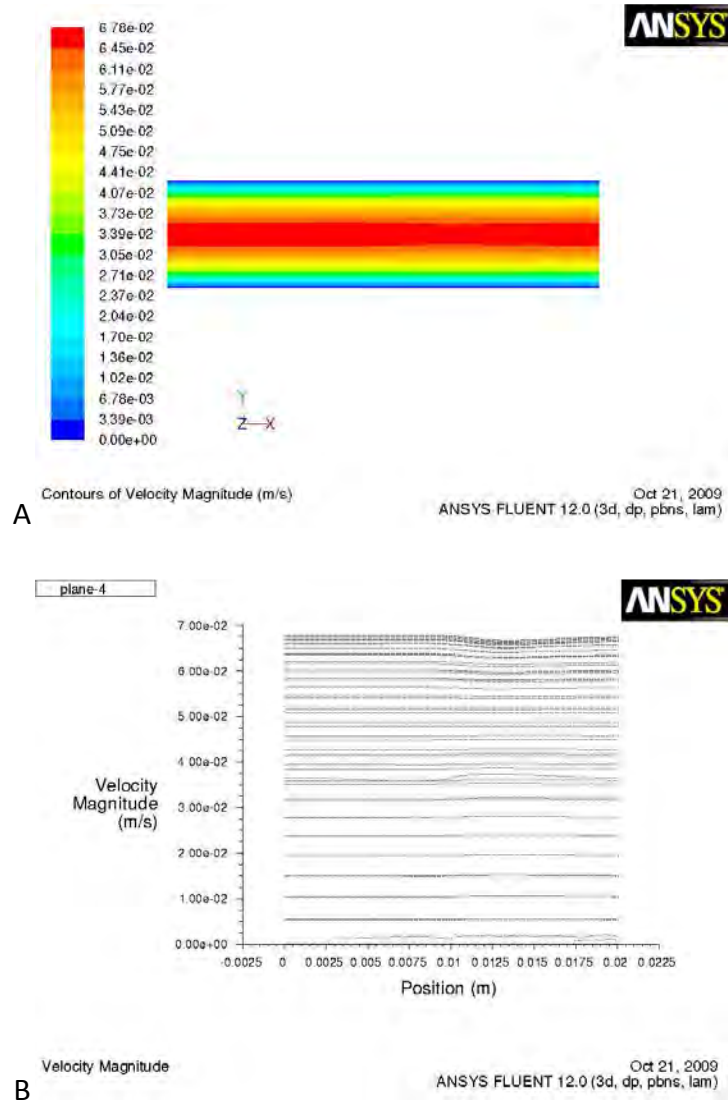 ANSYS
6.78e-02
6.45e-02
6.11e-02
5.77e-02
5.43e-02
5.09e-02
4.75e-02
4.41e-02
4.07e-02
3.73e-02
3.39e-02
3.05e-02
2.71e-02
2.37e-02
2.04e-02
1.70e-02
1.36e-02
1.02e-02
6.78e-03
3.39e-03
0.00e+00
Y
Z X
Contours of Velocity Magnitude (m/s)
Oct 21, 2009
ANSYS FLUENT 12.0 (3d, dp, pbns, lam)
A
plane-4
ANSYS
7.00e-02
6.00e-02
5.00e-02
4.00e-02
3.00e-02
2.00e-02
1.00e-02
0.00e+00
Velocity
Magnitude
(m/s)
-0.0025 0 0.0025 0.005 0.0075 0.01 0.0125 0.015 0.0175 0.02 0.0225
Position (m)
Velocity Magnitude
Oct 21, 2009
ANSYS FLUENT 12.0 (3d, dp, pbns, lam)
B